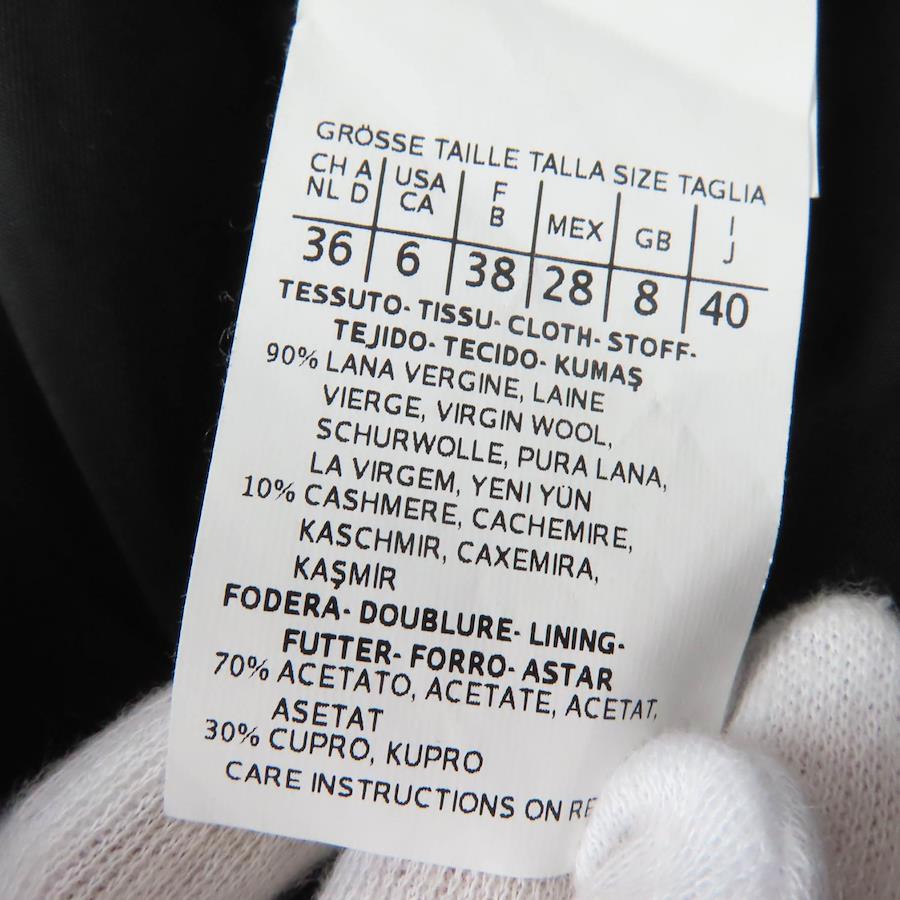 GRÖSSE TAILLE TALLA SIZE TAGLIA
CH A USA F MEX GB I
NL D CA B J
36 6 38 28 8 40
TESSUTO- TISSU- CLOTH- STOFF-
TEJIDO- TECIDO- KUMAŞ
90% LANA VERGINE, LAINE
VIERGE, VIRGIN WOOL,
SCHURWOLLE, PURA LANA,
LA VIRGEM, YENI YÜN
10% CASHMERE, CACHEMIRE,
KASCHMIR, CAXEMIRA,
KAŞMIR
FODERA- DOUBLURE- LINING-
FUTTER- FORRO- ASTAR
70% ACETATO, ACETATE, ACETAT,
ASETAT
30% CUPRO, KUPRO
CARE INSTRUCTIONS ON